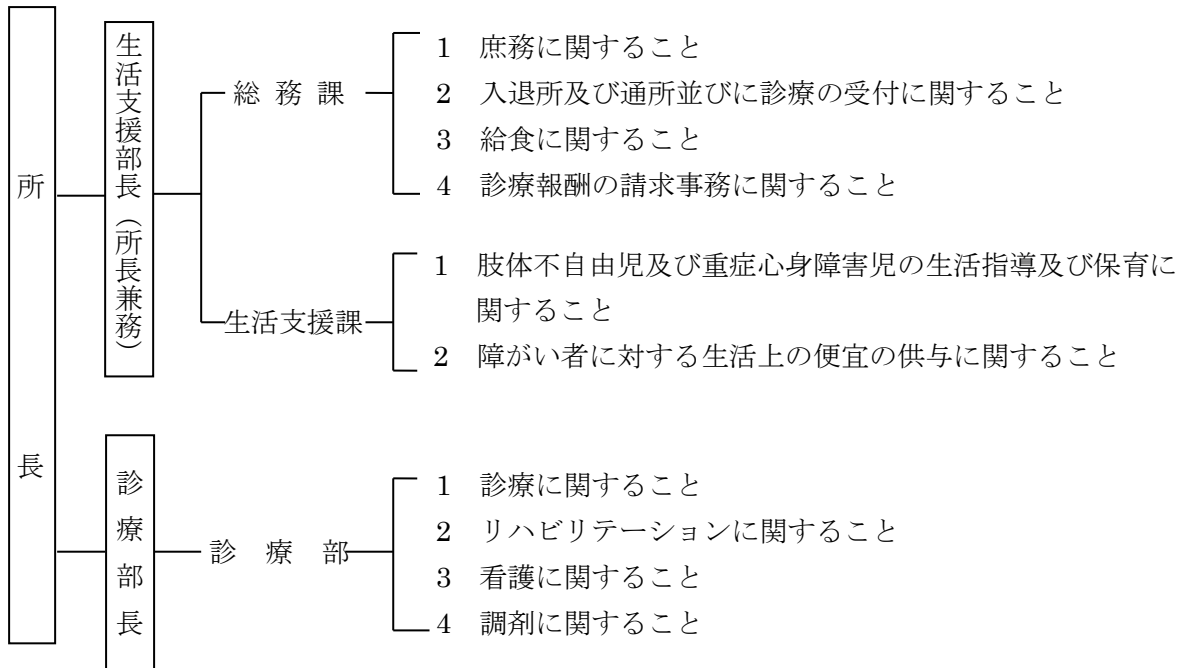 所長
生活支援部長（所長兼務）
総務課
1 庶務に関すること
2 入退所及び通所並びに診療の受付に関すること
3 給食に関すること
4 診療報酬の請求事務に関すること
生活支援課
1 肢体不自由児及び重症心身障害児の生活指導及び保育に
関すること
2 障がい者に対する生活上の便宜の供与に関すること
診療部長
診療部
1 診療に関すること
2 リハビリテーションに関すること
3 看護に関すること
4 調剤に関すること